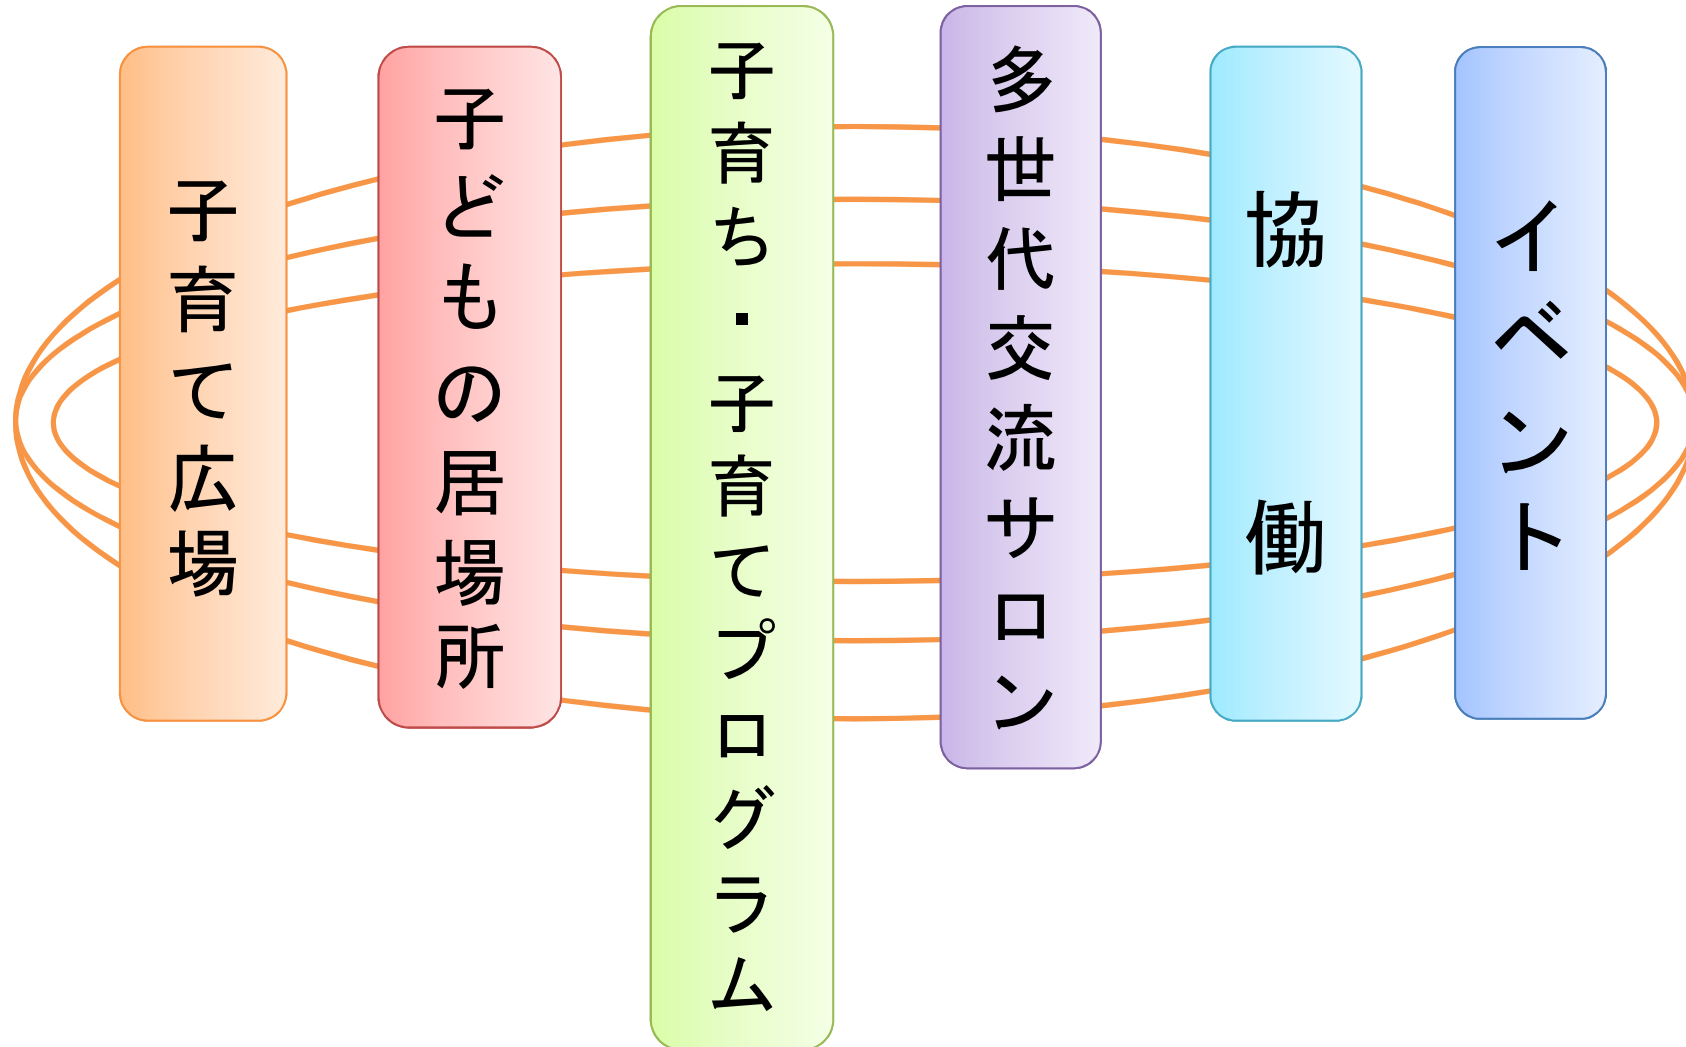 子育て広場
子どもの居場所
子育ち・子育てプログラム
多世代交流サロン
協働
イベント